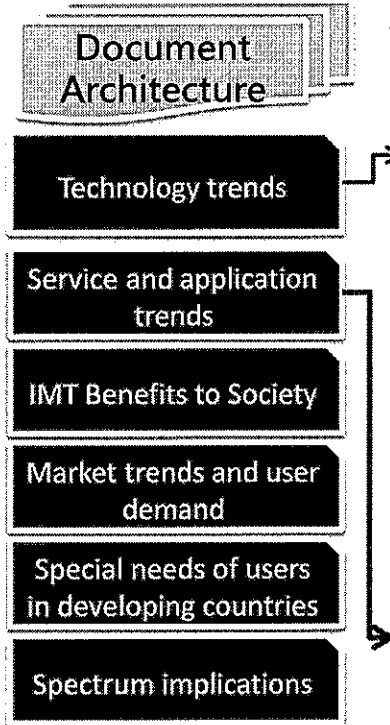 Document
Architecture
Technology trends
Service and application
trends
IMT Benefits to Society
Market trends and user
demand
Special needs of users
in developing countries
Spectrum implications